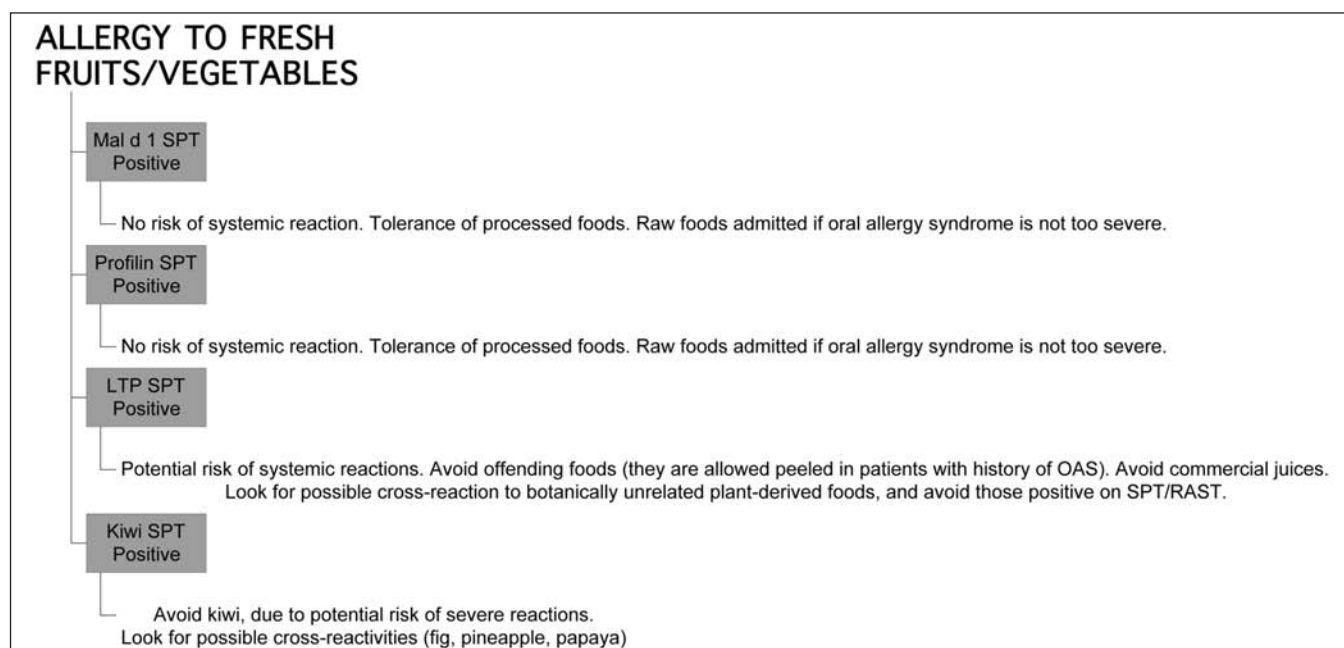 ALLERGY TO FRESH
FRUITS/VEGETABLES
Mal d 1 SPT
Positive
No risk of systemic reaction. Tolerance of processed foods. Raw foods admitted if oral allergy syndrome is not too severe.
Profilin SPT
Positive
No risk of systemic reaction. Tolerance of processed foods. Raw foods admitted if oral allergy syndrome is not too severe.
LTP SPT
Positive
Potential risk of systemic reactions. Avoid offending foods (they are allowed peeled in patients with history of OAS). Avoid commercial juices.
Look for possible cross-reaction to botanically unrelated plant-derived foods, and avoid those positive on SPT/RAST.
Kiwi SPT
Positive
Avoid kiwi, due to potential risk of severe reactions.
Look for possible cross-reactivities (fig, pineapple, papaya)